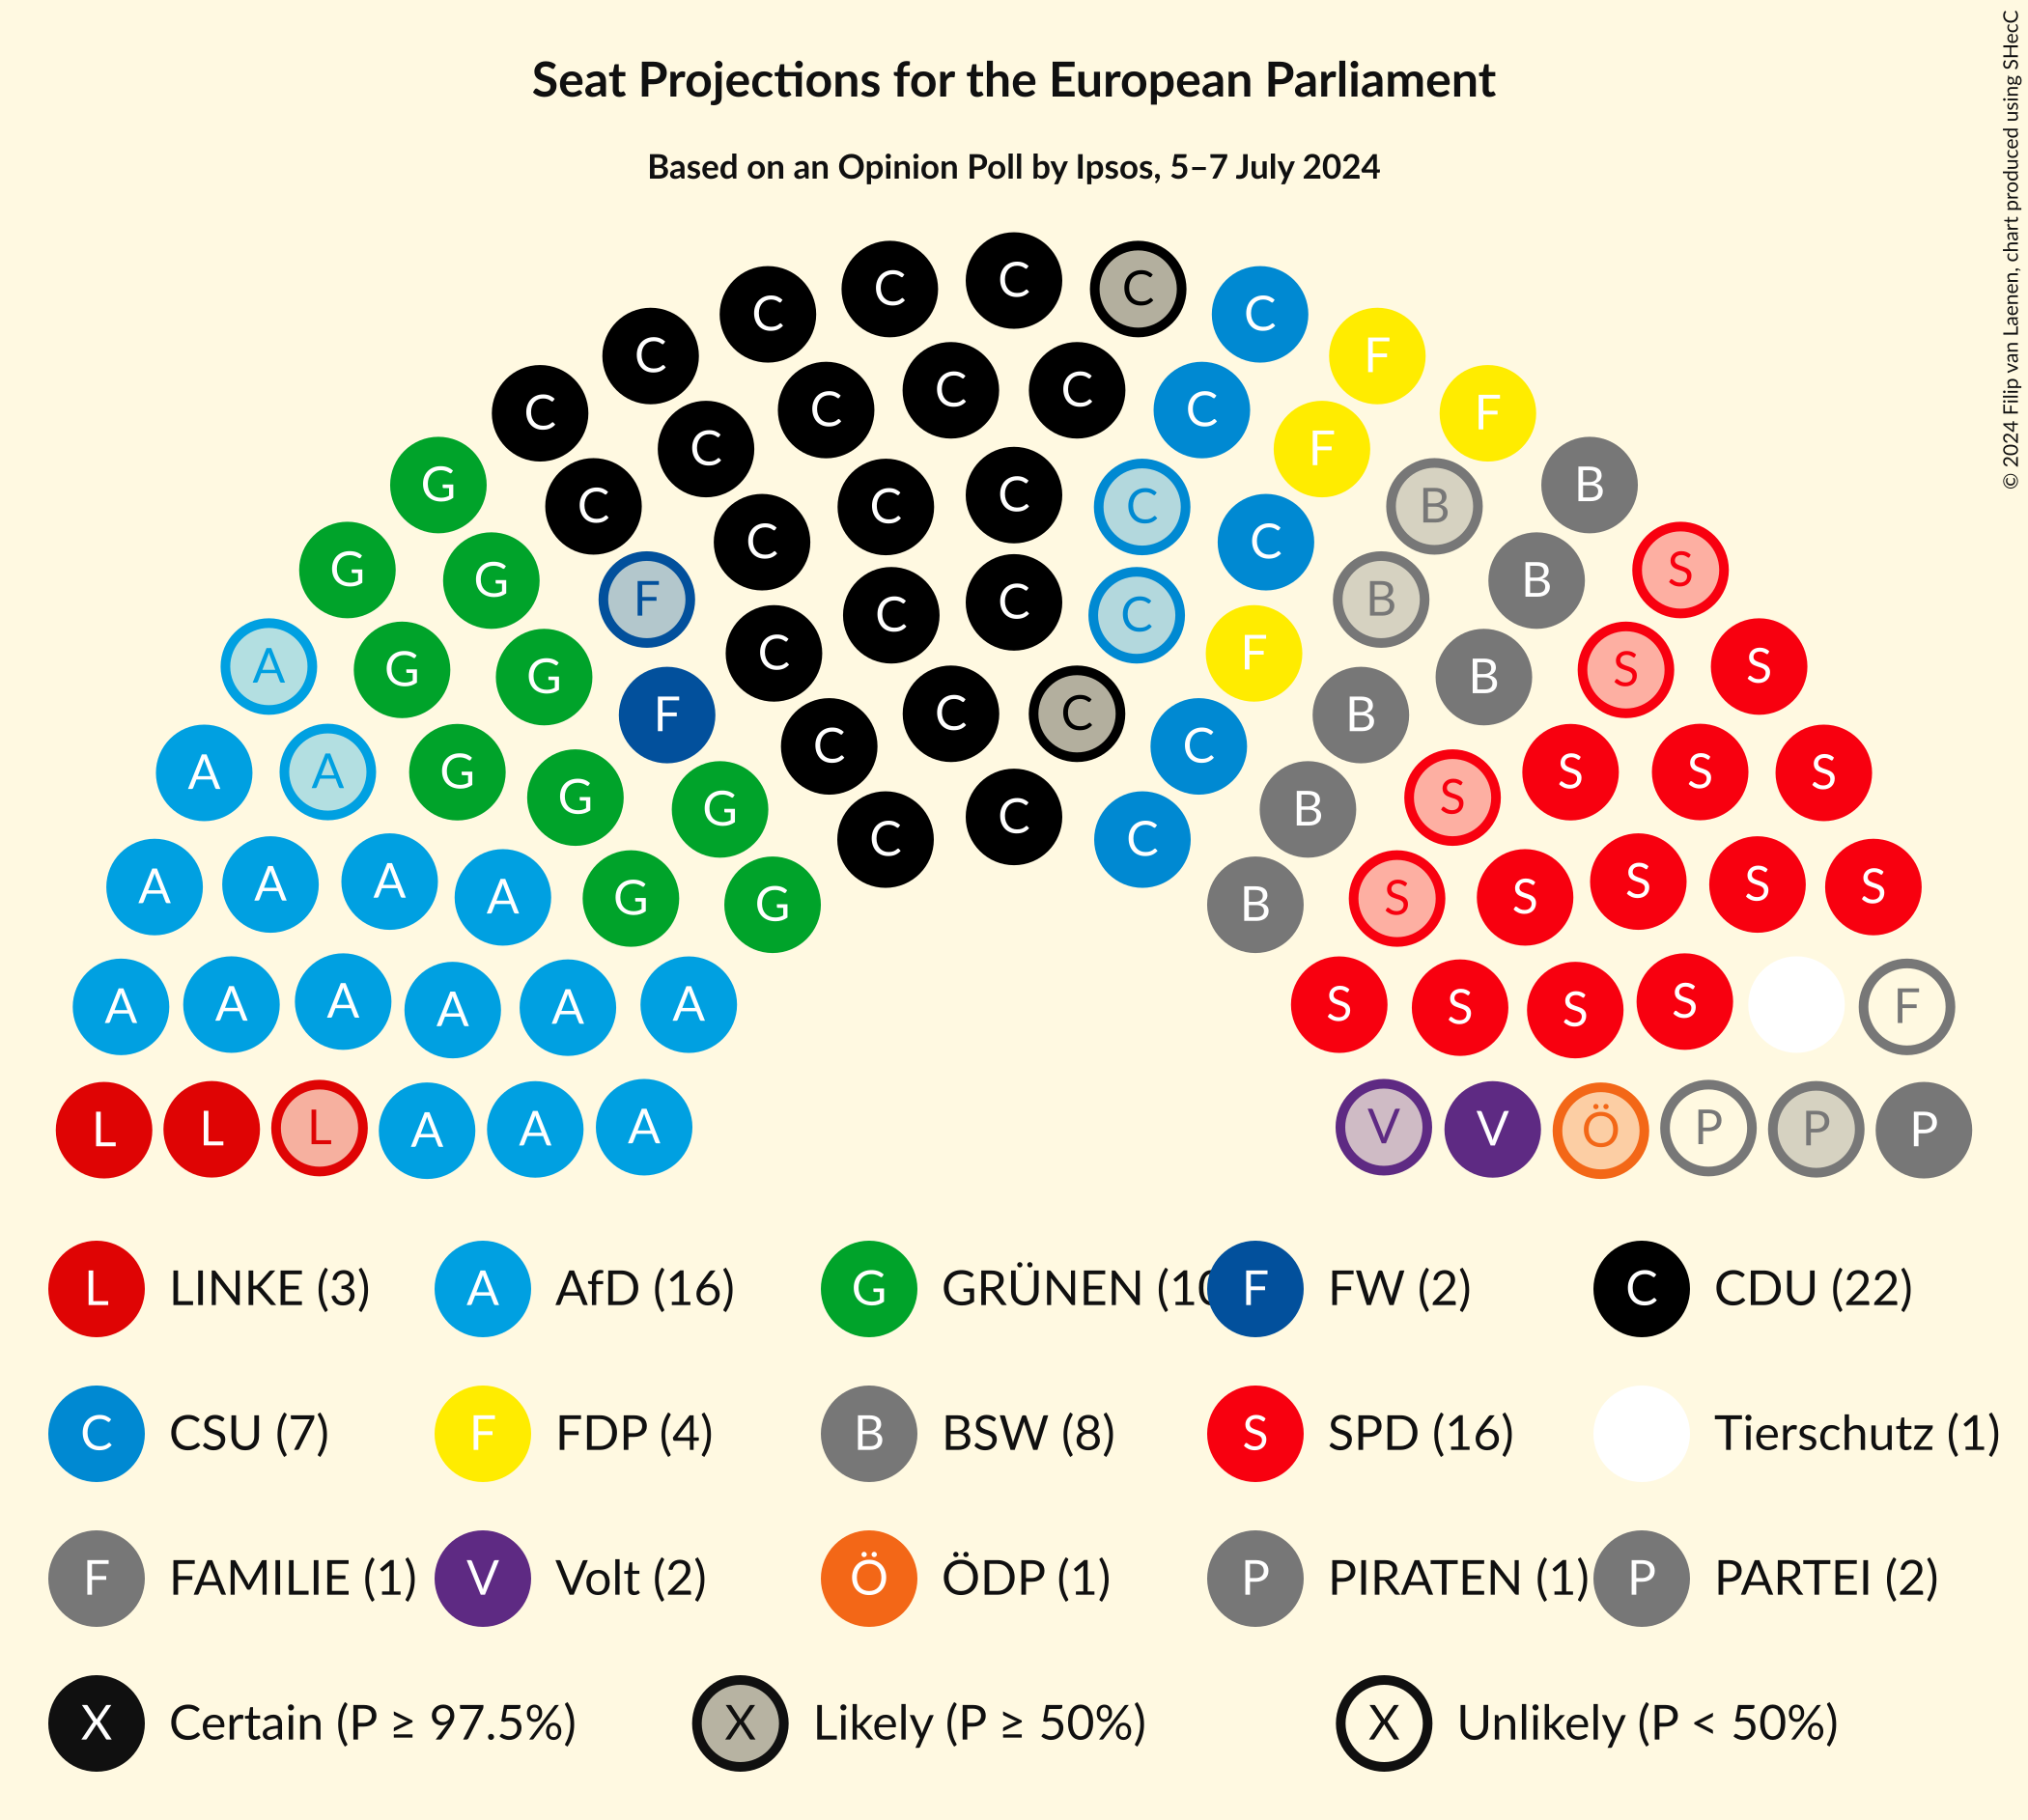 Seat Projections for the European Parliament
Based on an Opinion Poll by Ipsos, 5–7 July 2024
© 2024 Filip van Laenen, chart produced using SHecC
C C C
C C
C F
C C C C C F
C F
G C C C C B B
C C
G G F C C C B B S
A G G C F B S S
F C C B
C C
A A G G S S S S
G C B
C C
A A A A G G B S S S S S
A A A A A A S S S S F
L L L A A A V V Ö P P P
L LINKE (3) A AfD (16) G GRÜNEN (10 F FW (2) C CDU (22)
C CSU (7) F FDP (4) B BSW (8) S SPD (16) Tierschutz (1)
F FAMILIE (1) V Volt (2) Ö ÖDP (1) P PIRATEN (1) P PARTEI (2)
X Certain (P ≥ 97.5%) X Likely (P ≥ 50%) X Unlikely (P < 50%)